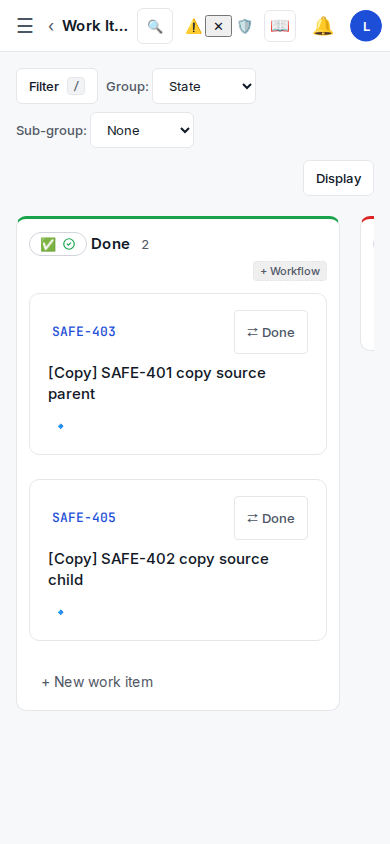 ☰ ‹ Work It... 🔍 ⚠️ ✕ 🛡️ 📖 🔔 L
Filter / Group: State
Sub-group: None
Display
✅ Done 2
+ Workflow
SAFE-403 ⇄ Done
[Copy] SAFE-401 copy source
parent
🔹
SAFE-405 ⇄ Done
[Copy] SAFE-402 copy source
child
🔹
+ New work item